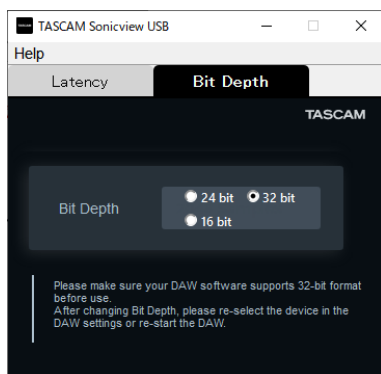 TASCAM Sonicview USB
Help
Latency Bit Depth
TASCAM
Bit Depth
24 bit 32 bit
16 bit
Please make sure your DAW software supports 32-bit format
before use.
After changing Bit Depth, please re-select the device in the
DAW settings or re-start the DAW.